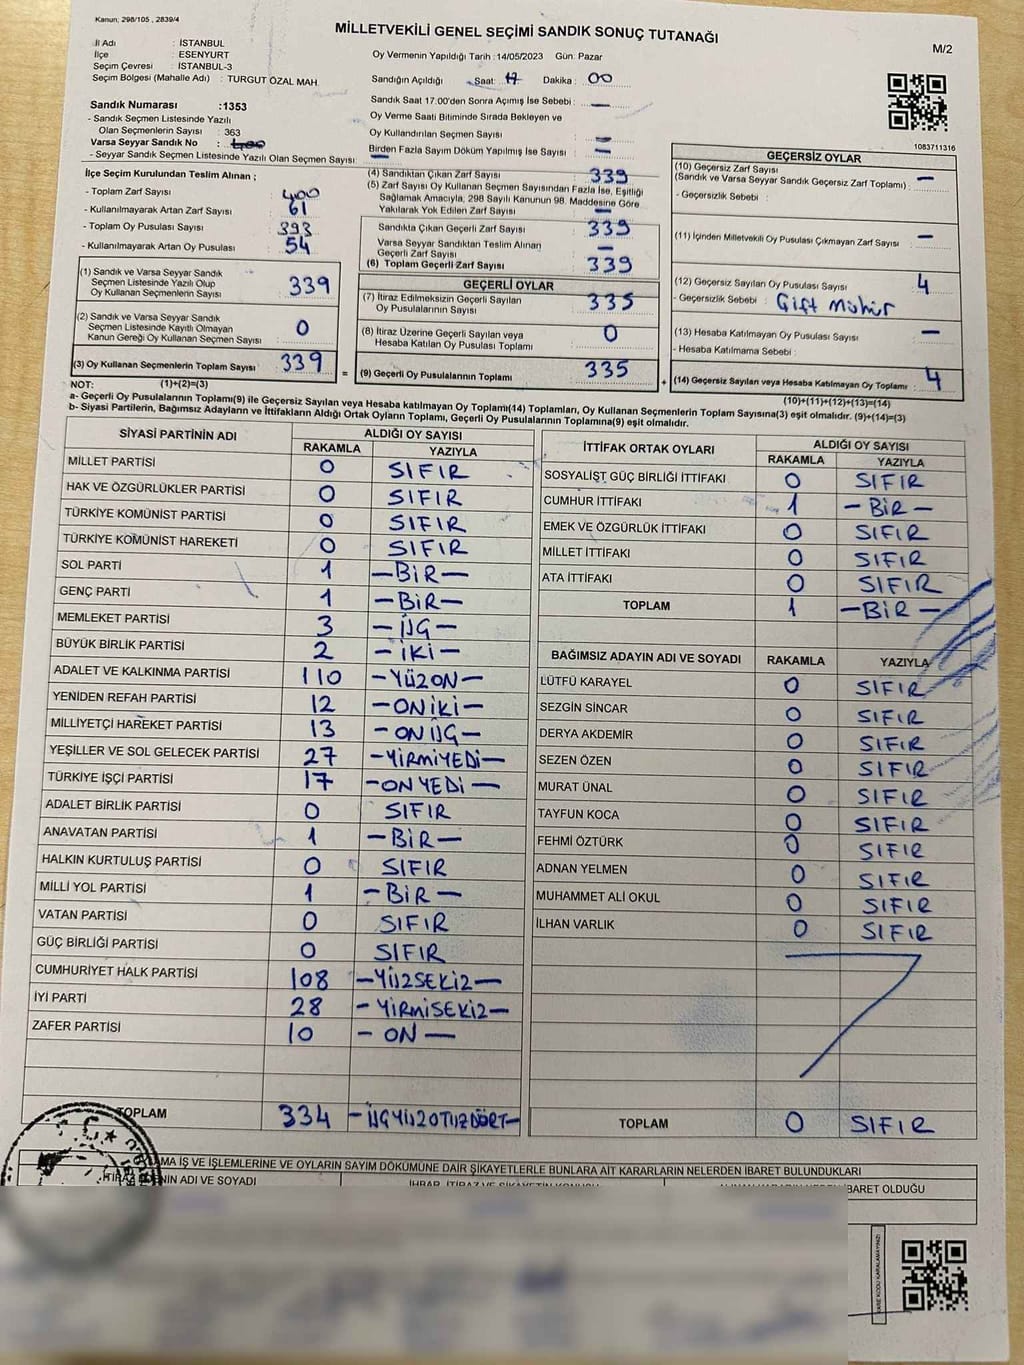 Kanun; 298/105 , 2839/4
MİLLETVEKİLİ GENEL SEÇİMİ SANDIK SONUÇ TUTANAĞI
M/2
İl Adı : İSTANBUL
İlçe : ESENYURT
Seçim Çevresi : İSTANBUL-3
Seçim Bölgesi (Mahalle Adı) : TURGUT ÖZAL MAH.
Oy Vermenin Yapıldığı Tarih :14/05/2023 Gün: Pazar
Sandığın Açıldığı Saat: 17 Dakika : 00
Sandık Saat 17.00'den Sonra Açımış İse Sebebi : —
Oy Verme Saati Bitiminde Sırada Bekleyen ve
Oy Kullandırılan Seçmen Sayısı : —
Birden Fazla Sayım Döküm Yapılmış İse Sayısı : —
1083711316
Sandık Numarası :1353
- Sandık Seçmen Listesinde Yazılı
Olan Seçmenlerin Sayısı : 363
Varsa Seyyar Sandık No :
- Seyyar Sandık Seçmen Listesinde Yazılı Olan Seçmen Sayısı: —
İlçe Seçim Kurulundan Teslim Alınan ;
- Toplam Zarf Sayısı : 400
- Kullanılmayarak Artan Zarf Sayısı : 61
- Toplam Oy Pusulası Sayısı : 393
- Kullanılmayarak Artan Oy Pusulası : 54
(1) Sandık ve Varsa Seyyar Sandık
Seçmen Listesinde Yazılı Olup
Oy Kullanan Seçmenlerin Sayısı : 339
(2) Sandık ve Varsa Seyyar Sandık
Seçmen Listesinde Kayıtlı Olmayan
Kanun Gereği Oy Kullanan Seçmen Sayısı : 0
(3) Oy Kullanan Seçmenlerin Toplam Sayısı : 339
(4) Sandıktan Çıkan Zarf Sayısı : 339
(5) Zarf Sayısı Oy Kullanan Seçmen Sayısından Fazla İse, Eşitliği
Sağlamak Amacıyla, 298 Sayılı Kanunun 98. Maddesine Göre
Yakılarak Yok Edilen Zarf Sayısı : —
Sandıkta Çıkan Geçerli Zarf Sayısı : 339
Varsa Seyyar Sandıktan Teslim Alınan
Geçerli Zarf Sayısı : —
(6) Toplam Geçerli Zarf Sayısı : 339
GEÇERLİ OYLAR
(7) İtiraz Edilmeksizin Geçerli Sayılan
Oy Pusulalarının Sayısı : 335
(8) İtiraz Üzerine Geçerli Sayılan veya
Hesaba Katılan Oy Pusulası Toplamı : 0
= (9) Geçerli Oy Pusulalarının Toplamı : 335
GEÇERSİZ OYLAR
(10) Geçersiz Zarf Sayısı
(Sandık ve Varsa Seyyar Sandık Geçersiz Zarf Toplamı) : —
- Geçersizlik Sebebi :
(11) İçinden Milletvekili Oy Pusulası Çıkmayan Zarf Sayısı : —
(12) Geçersiz Sayılan Oy Pusulası Sayısı : 4
- Geçersizlik Sebebi : Çift Mühür
(13) Hesaba Katılmayan Oy Pusulası Sayısı : —
- Hesaba Katılmama Sebebi :
+ (14) Geçersiz Sayılan veya Hesaba Katılmayan Oy Toplamı : 4
NOT: (1)+(2)=(3) (10)+(11)+(12)+(13)=(14)
a- Geçerli Oy Pusulalarının Toplamı(9) ile Geçersiz Sayılan veya Hesaba katılmayan Oy Toplamı(14) Toplamları, Oy Kullanan Seçmenlerin Toplam Sayısına(3) eşit olmalıdır. (9)+(14)=(3)
b- Siyasi Partilerin, Bağımsız Adayların ve İttifakların Aldığı Ortak Oyların Toplamı, Geçerli Oy Pusulalarının Toplamına(9) eşit olmalıdır.
SİYASİ PARTİNİN ADI ALDIĞI OY SAYISI
RAKAMLA YAZIYLA
MİLLET PARTİSİ 0 SIFIR
HAK VE ÖZGÜRLÜKLER PARTİSİ 0 SIFIR
TÜRKİYE KOMÜNİST PARTİSİ 0 SIFIR
TÜRKİYE KOMÜNİST HAREKETİ 0 SIFIR
SOL PARTİ 1 —BİR—
GENÇ PARTİ 1 —BİR—
MEMLEKET PARTİSİ 3 —ÜÇ—
BÜYÜK BİRLİK PARTİSİ 2 —İKİ—
ADALET VE KALKINMA PARTİSİ 110 —YÜZON—
YENİDEN REFAH PARTİSİ 12 —ONİKİ—
MİLLİYETÇİ HAREKET PARTİSİ 13 —ONÜÇ—
YEŞİLLER VE SOL GELECEK PARTİSİ 27 —YİRMİYEDİ—
TÜRKİYE İŞÇİ PARTİSİ 17 —ONYEDİ—
ADALET BİRLİK PARTİSİ 0 SIFIR
ANAVATAN PARTİSİ 1 —BİR—
HALKIN KURTULUŞ PARTİSİ 0 SIFIR
MİLLİ YOL PARTİSİ 1 —BİR—
VATAN PARTİSİ 0 SIFIR
GÜÇ BİRLİĞİ PARTİSİ 0 SIFIR
CUMHURİYET HALK PARTİSİ 108 —YÜZSEKİZ—
İYİ PARTİ 28 —YİRMİSEKİZ—
ZAFER PARTİSİ 10 —ON—
TOPLAM 334 —ÜÇYÜZOTUZDÖRT—
İTTİFAK ORTAK OYLARI ALDIĞI OY SAYISI
RAKAMLA YAZIYLA
SOSYALİST GÜÇ BİRLİĞİ İTTİFAKI 0 SIFIR
CUMHUR İTTİFAKI 1 —BİR—
EMEK VE ÖZGÜRLÜK İTTİFAKI 0 SIFIR
MİLLET İTTİFAKI 0 SIFIR
ATA İTTİFAKI 0 SIFIR
TOPLAM 1 —BİR—
BAĞIMSIZ ADAYIN ADI VE SOYADI RAKAMLA YAZIYLA
LÜTFÜ KARAYEL 0 SIFIR
SEZGİN SİNCAR 0 SIFIR
DERYA AKDEMİR 0 SIFIR
SEZEN ÖZEN 0 SIFIR
MURAT ÜNAL 0 SIFIR
TAYFUN KOCA 0 SIFIR
FEHMİ ÖZTÜRK 0 SIFIR
ADNAN YELMEN 0 SIFIR
MUHAMMET ALİ OKUL 0 SIFIR
İLHAN VARLIK 0 SIFIR
TOPLAM 0 SIFIR
İŞ VE İŞLEMLERİNE VE OYLARIN SAYIM DÖKÜMÜNE DAİR ŞİKAYETLERLE BUNLARA AİT KARARLARIN NELERDEN İBARET BULUNDUKLARI
ADI VE SOYADI
İBARET OLDUĞU
KARE KODU KARALAMAYINIZ!